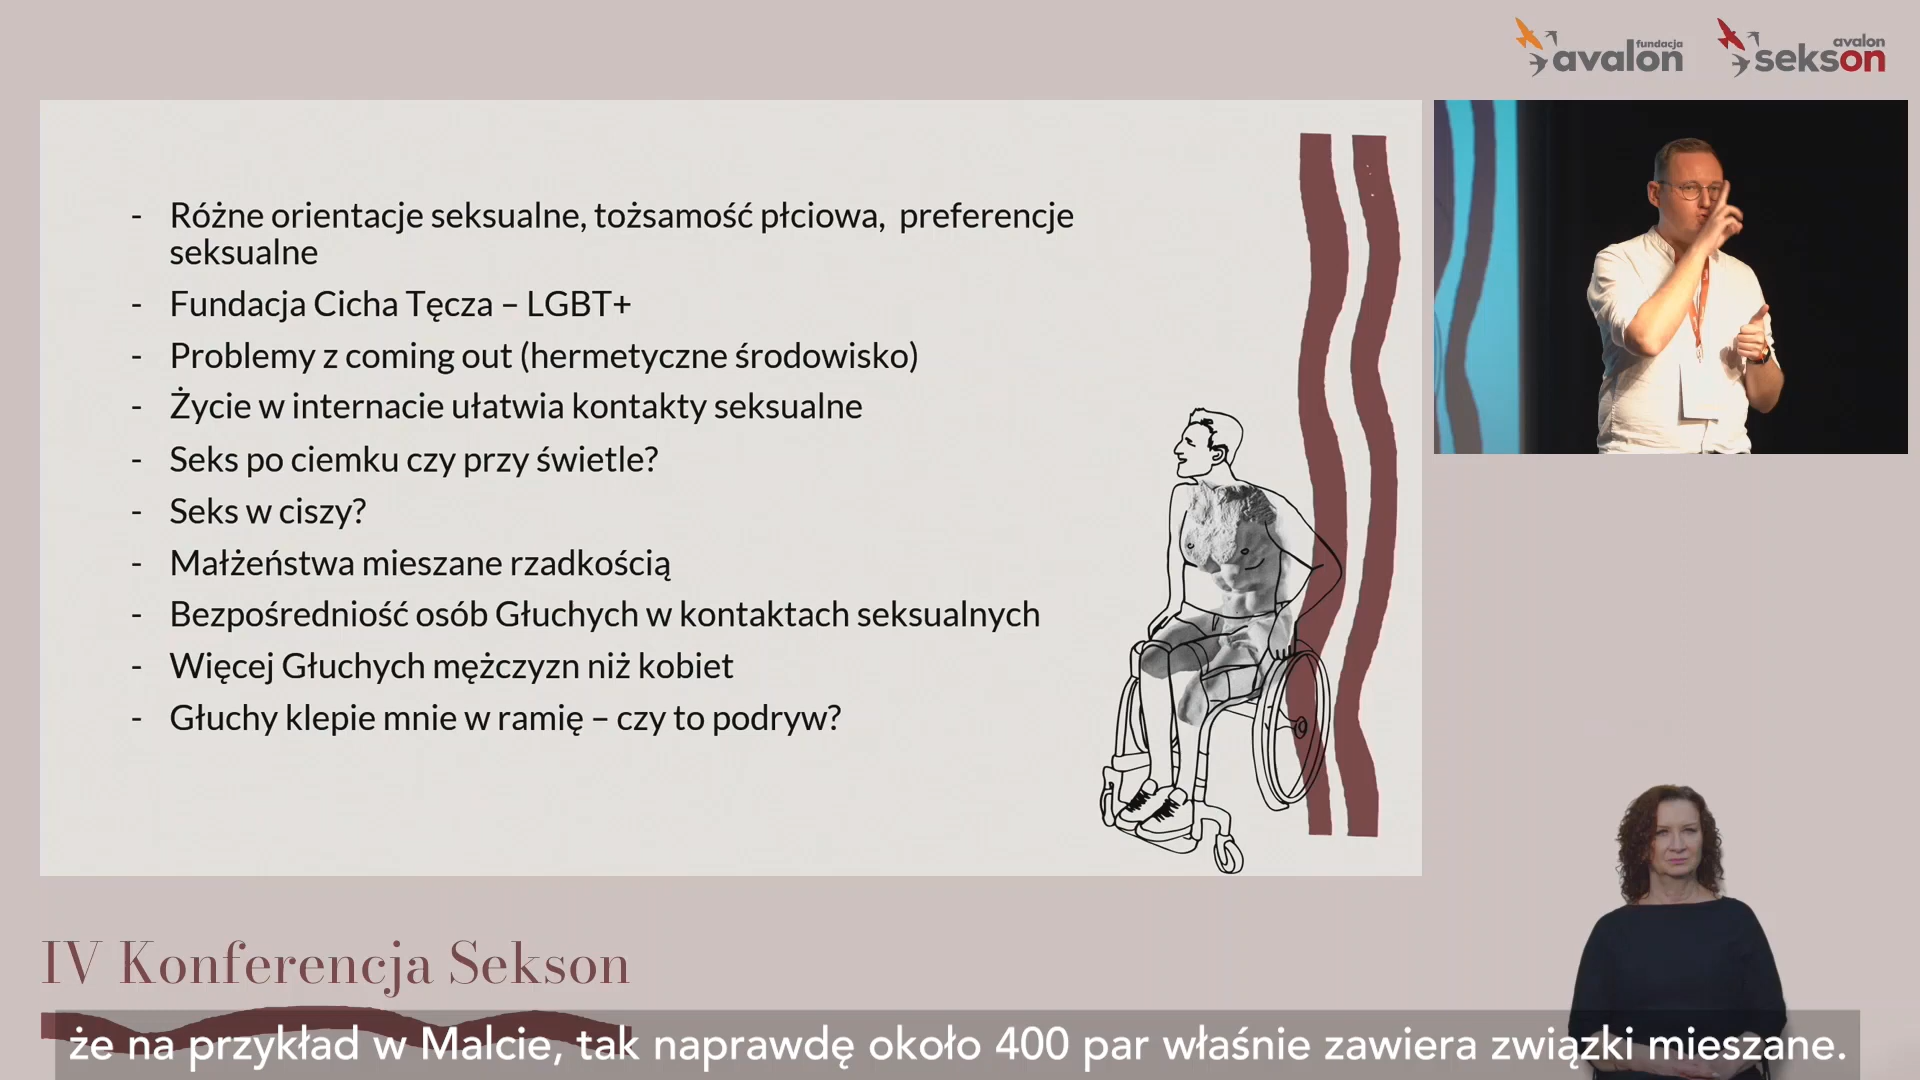 fundacja
avalon
avalon
sekson
- Różne orientacje seksualne, tożsamość płciowa, preferencje
seksualne
- Fundacja Cicha Tęcza – LGBT+
- Problemy z coming out (hermetyczne środowisko)
- Życie w internacie ułatwia kontakty seksualne
- Seks po ciemku czy przy świetle?
- Seks w ciszy?
- Małżeństwa mieszane rzadkością
- Bezpośredniość osób Głuchych w kontaktach seksualnych
- Więcej Głuchych mężczyzn niż kobiet
- Głuchy klepie mnie w ramię – czy to podryw?
IV Konferencja Sekson
że na przykład w Malcie, tak naprawdę około 400 par właśnie zawiera związki mieszane.